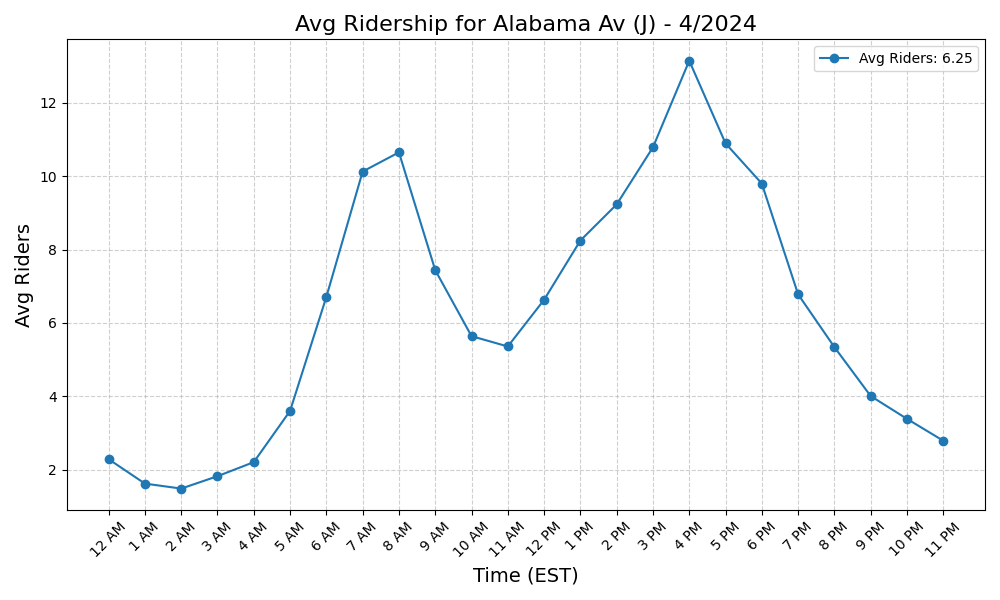 Avg Ridership for Alabama Av (J) - 4/2024
Avg Riders: 6.25
Avg Riders
12
10
8
6
4
2
12 AM
1 AM
2 AM
3 AM
4 AM
5 AM
6 AM
7 AM
8 AM
9 AM
10 AM
11 AM
12 PM
1 PM
2 PM
3 PM
4 PM
5 PM
6 PM
7 PM
8 PM
9 PM
10 PM
11 PM
Time (EST)